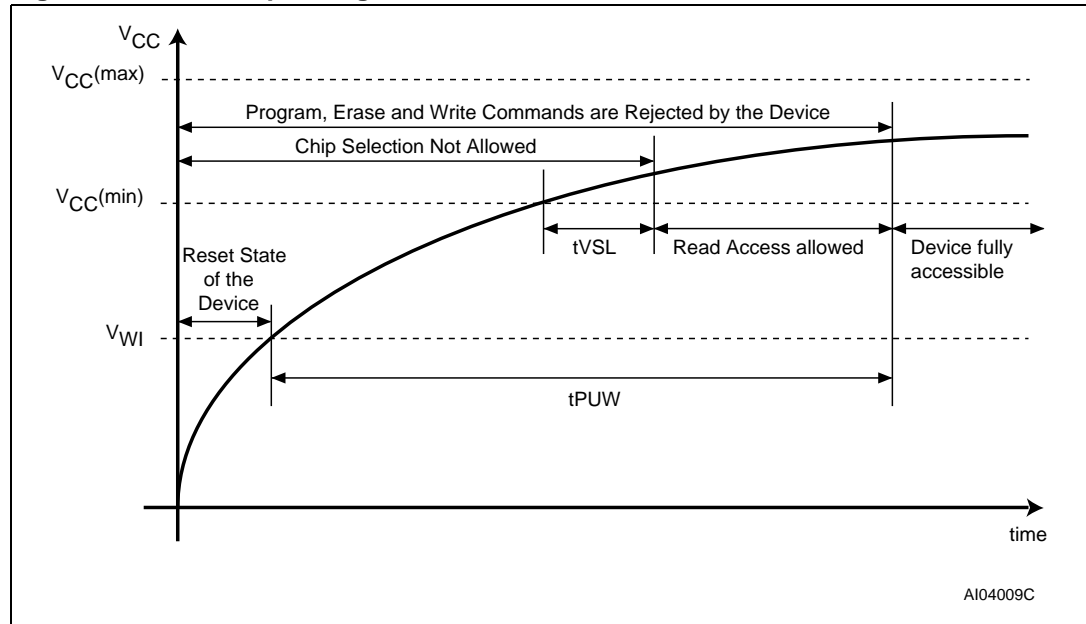 VCC
VCC(max)
Program, Erase and Write Commands are Rejected by the Device
Chip Selection Not Allowed
VCC(min)
tVSL
Read Access allowed
Device fully
accessible
Reset State
of the
Device
VWI
tPUW
time
AI04009C